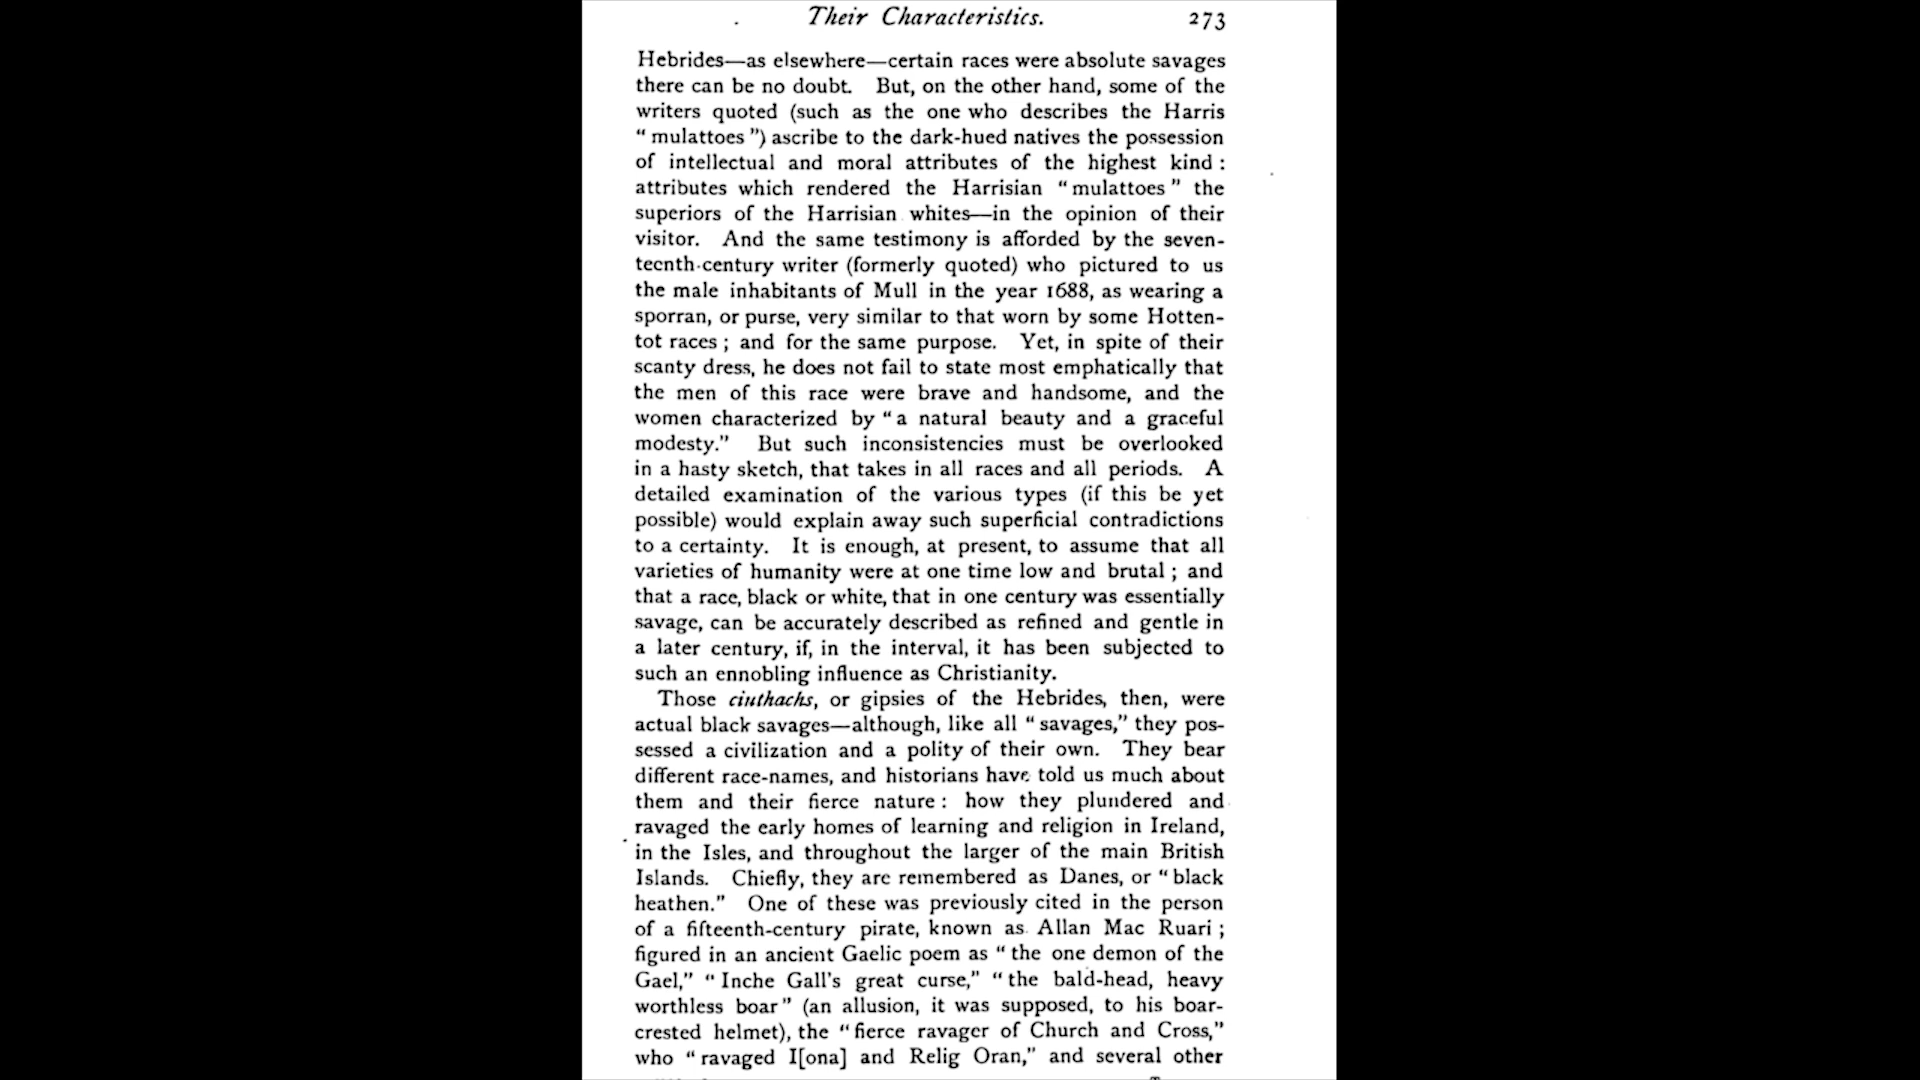 Their Characteristics. 273
Hebrides—as elsewhere—certain races were absolute savages
there can be no doubt. But, on the other hand, some of the
writers quoted (such as the one who describes the Harris
“ mulattoes ”) ascribe to the dark-hued natives the possession
of intellectual and moral attributes of the highest kind :
attributes which rendered the Harrisian “ mulattoes ” the
superiors of the Harrisian whites—in the opinion of their
visitor. And the same testimony is afforded by the seven-
teenth-century writer (formerly quoted) who pictured to us
the male inhabitants of Mull in the year 1688, as wearing a
sporran, or purse, very similar to that worn by some Hotten-
tot races ; and for the same purpose. Yet, in spite of their
scanty dress, he does not fail to state most emphatically that
the men of this race were brave and handsome, and the
women characterized by “ a natural beauty and a graceful
modesty.” But such inconsistencies must be overlooked
in a hasty sketch, that takes in all races and all periods. A
detailed examination of the various types (if this be yet
possible) would explain away such superficial contradictions
to a certainty. It is enough, at present, to assume that all
varieties of humanity were at one time low and brutal ; and
that a race, black or white, that in one century was essentially
savage, can be accurately described as refined and gentle in
a later century, if, in the interval, it has been subjected to
such an ennobling influence as Christianity.
Those ciuthachs, or gipsies of the Hebrides, then, were
actual black savages—although, like all “ savages,” they pos-
sessed a civilization and a polity of their own. They bear
different race-names, and historians have told us much about
them and their fierce nature : how they plundered and
ravaged the early homes of learning and religion in Ireland,
in the Isles, and throughout the larger of the main British
Islands. Chiefly, they are remembered as Danes, or “ black
heathen.” One of these was previously cited in the person
of a fifteenth-century pirate, known as Allan Mac Ruari ;
figured in an ancient Gaelic poem as “ the one demon of the
Gael,” “ Inche Gall's great curse,” “ the bald-head, heavy
worthless boar ” (an allusion, it was supposed, to his boar-
crested helmet), the “ fierce ravager of Church and Cross,”
who “ ravaged I[ona] and Relig Oran,” and several other